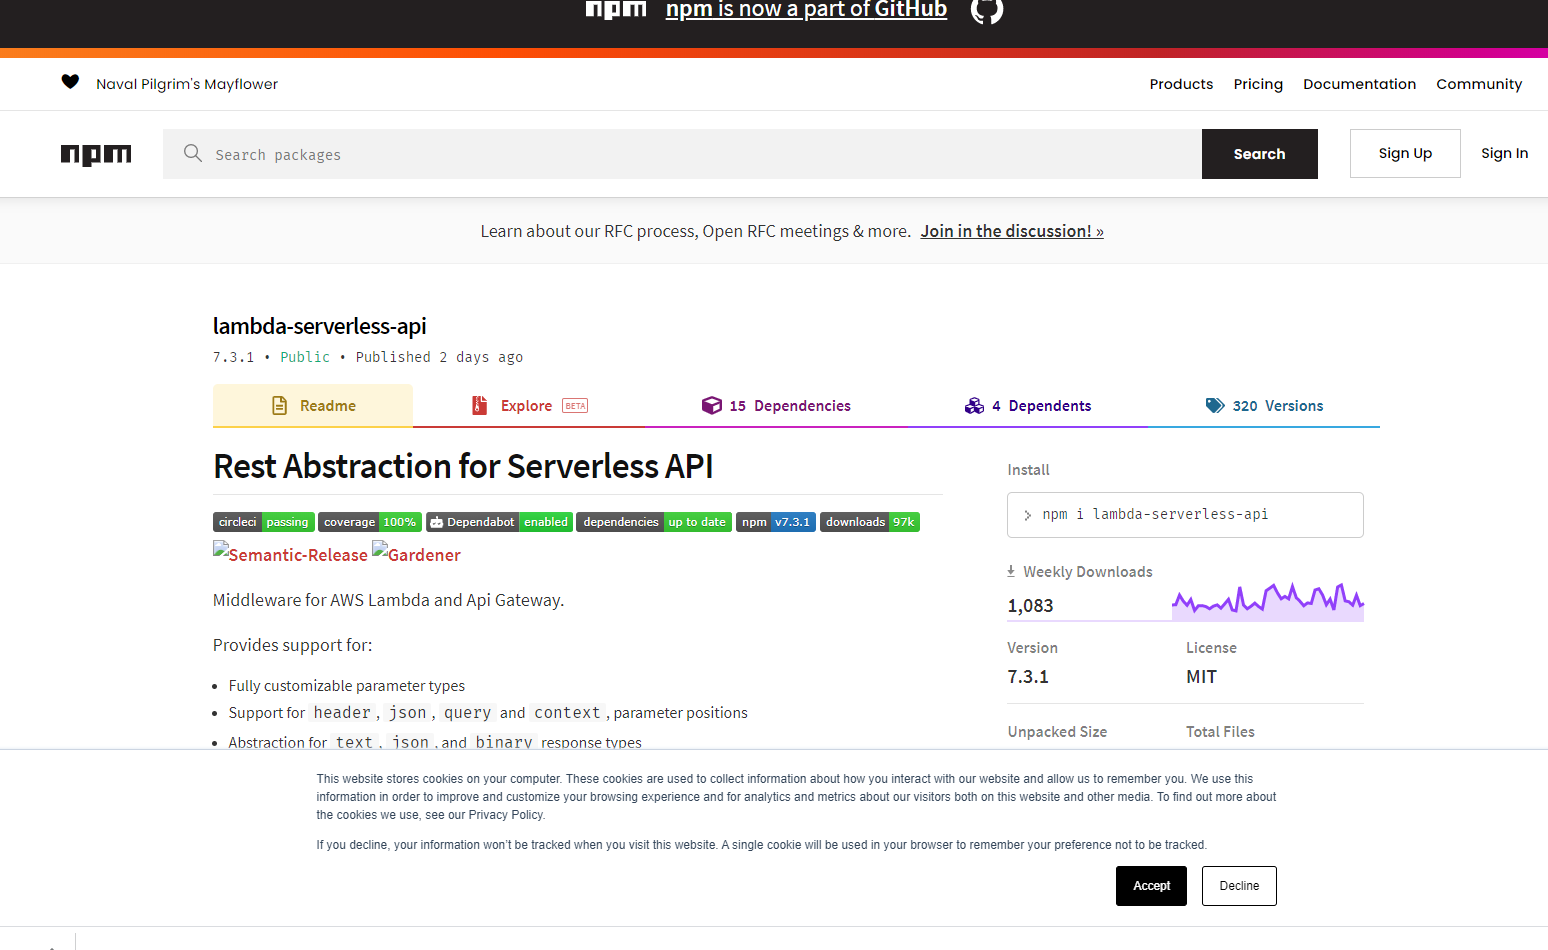 npm npm is now a part of GitHub
Naval Pilgrim's Mayflower
Products Pricing Documentation Community
npm Search packages Search Sign Up Sign In
Learn about our RFC process, Open RFC meetings & more. Join in the discussion! »
lambda-serverless-api
7.3.1 • Public • Published 2 days ago
Readme Explore BETA 15 Dependencies 4 Dependents 320 Versions
Rest Abstraction for Serverless API
circleci passing coverage 100% Dependabot enabled dependencies up to date npm v7.3.1 downloads 97k
Semantic-Release Gardener
Middleware for AWS Lambda and Api Gateway.
Provides support for:
• Fully customizable parameter types
• Support for header, json, query and context, parameter positions
• Abstraction for text, json, and binary response types
Install
> npm i lambda-serverless-api
Weekly Downloads
1,083
Version License
7.3.1 MIT
Unpacked Size Total Files
This website stores cookies on your computer. These cookies are used to collect information about how you interact with our website and allow us to remember you. We use this
information in order to improve and customize your browsing experience and for analytics and metrics about our visitors both on this website and other media. To find out more about
the cookies we use, see our Privacy Policy.
If you decline, your information won't be tracked when you visit this website. A single cookie will be used in your browser to remember your preference not to be tracked.
Accept Decline